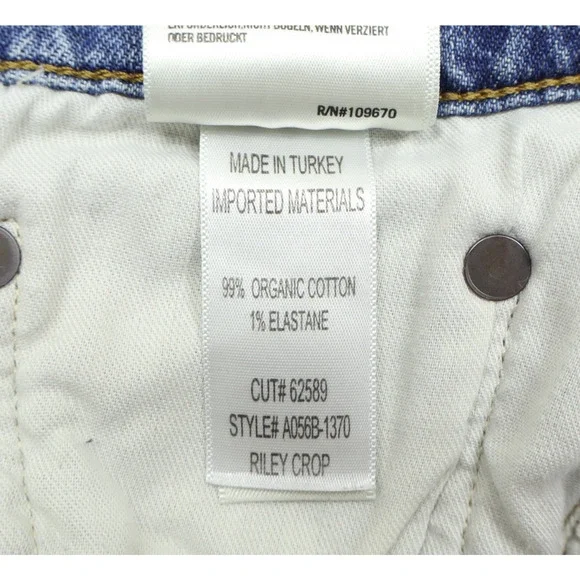 ERFORDERLICH, NICHT BÜGELN, WENN VERZIERT
ODER BEDRUCKT
R/N#109670
MADE IN TURKEY
IMPORTED MATERIALS
99% ORGANIC COTTON
1% ELASTANE
CUT# 62589
STYLE# A056B-1370
RILEY CROP